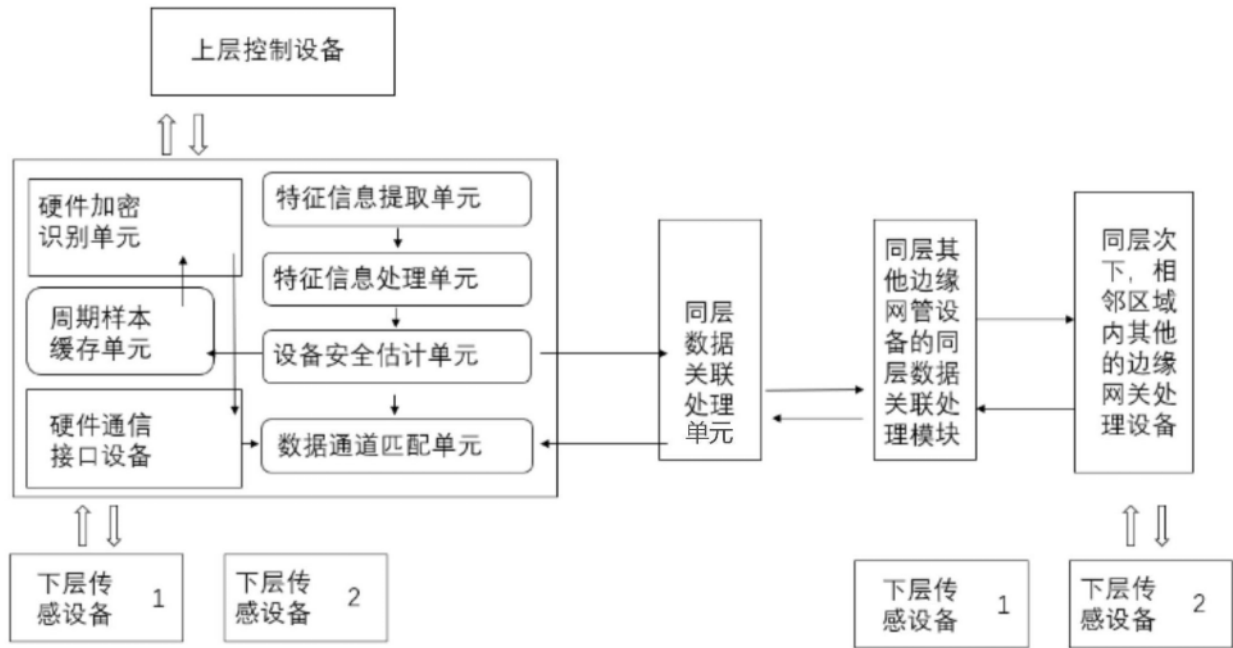 上层控制设备
硬件加密
识别单元
周期样本
缓存单元
硬件通信
接口设备
特征信息提取单元
特征信息处理单元
设备安全估计单元
数据通道匹配单元
同层
数据
关联
处理
单元
同层其
他边缘
网管设
备的同
层数据
关联处
理模块
同层次
下，相
邻区域
内其他
的边缘
网关处
理设备
下层传
感设备 1
下层传
感设备 2
下层传
感设备 1
下层传
感设备 2